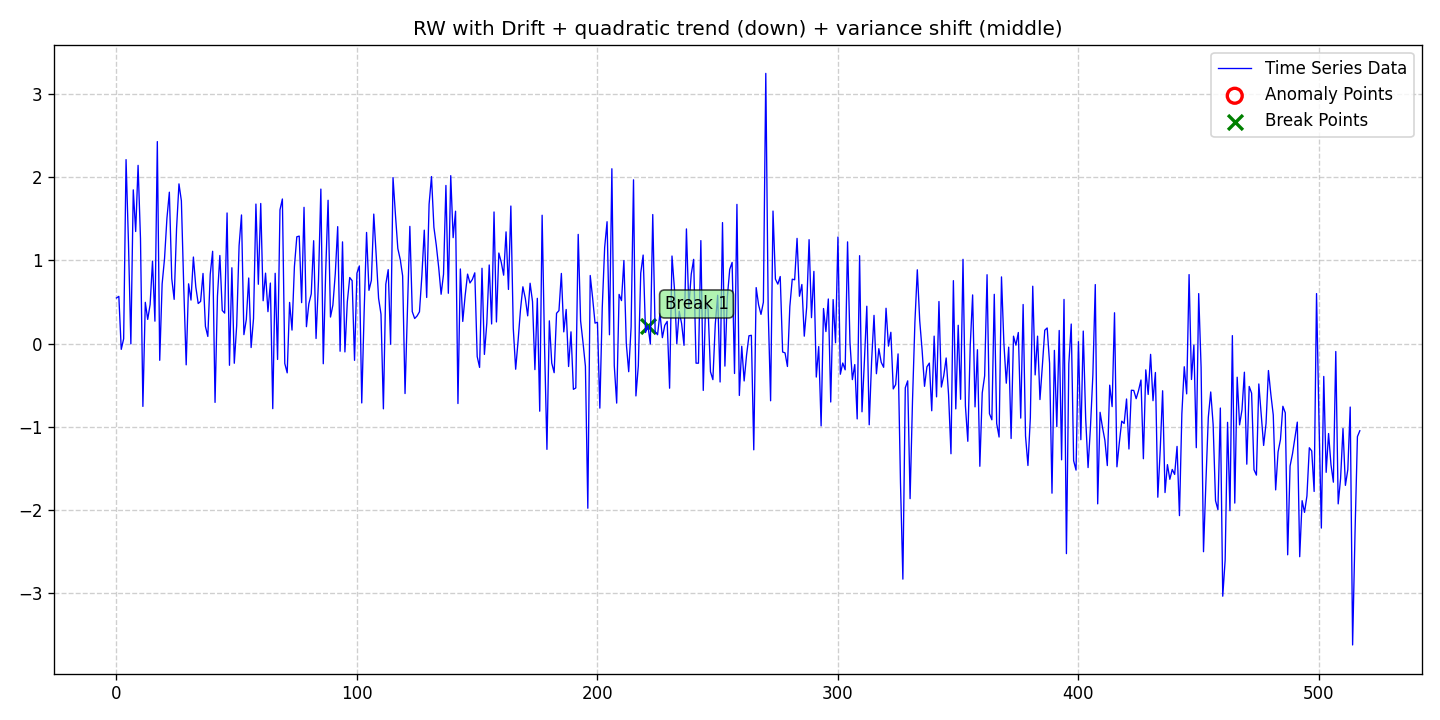 RW with Drift + quadratic trend (down) + variance shift (middle)
Time Series Data
Anomaly Points
Break Points
Break 1
3
2
1
0
−1
−2
−3
0 100 200 300 400 500